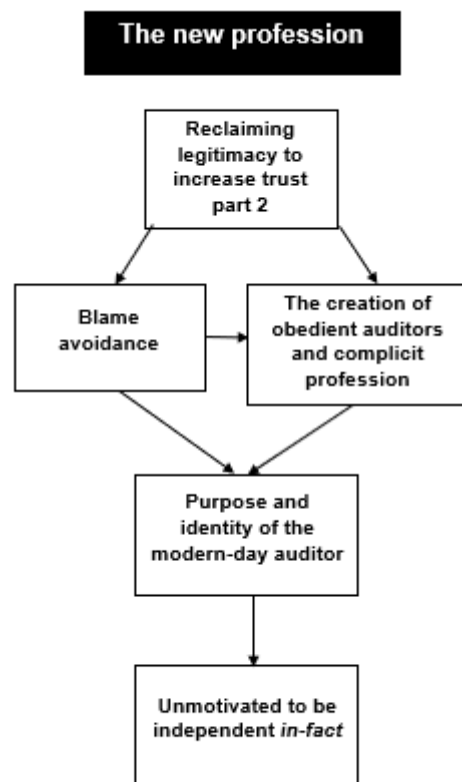 The new profession
Reclaiming
legitimacy to
increase trust
part 2
Blame
avoidance
The creation of
obedient auditors
and complicit
profession
Purpose and
identity of the
modern-day auditor
Unmotivated to be
independent in-fact